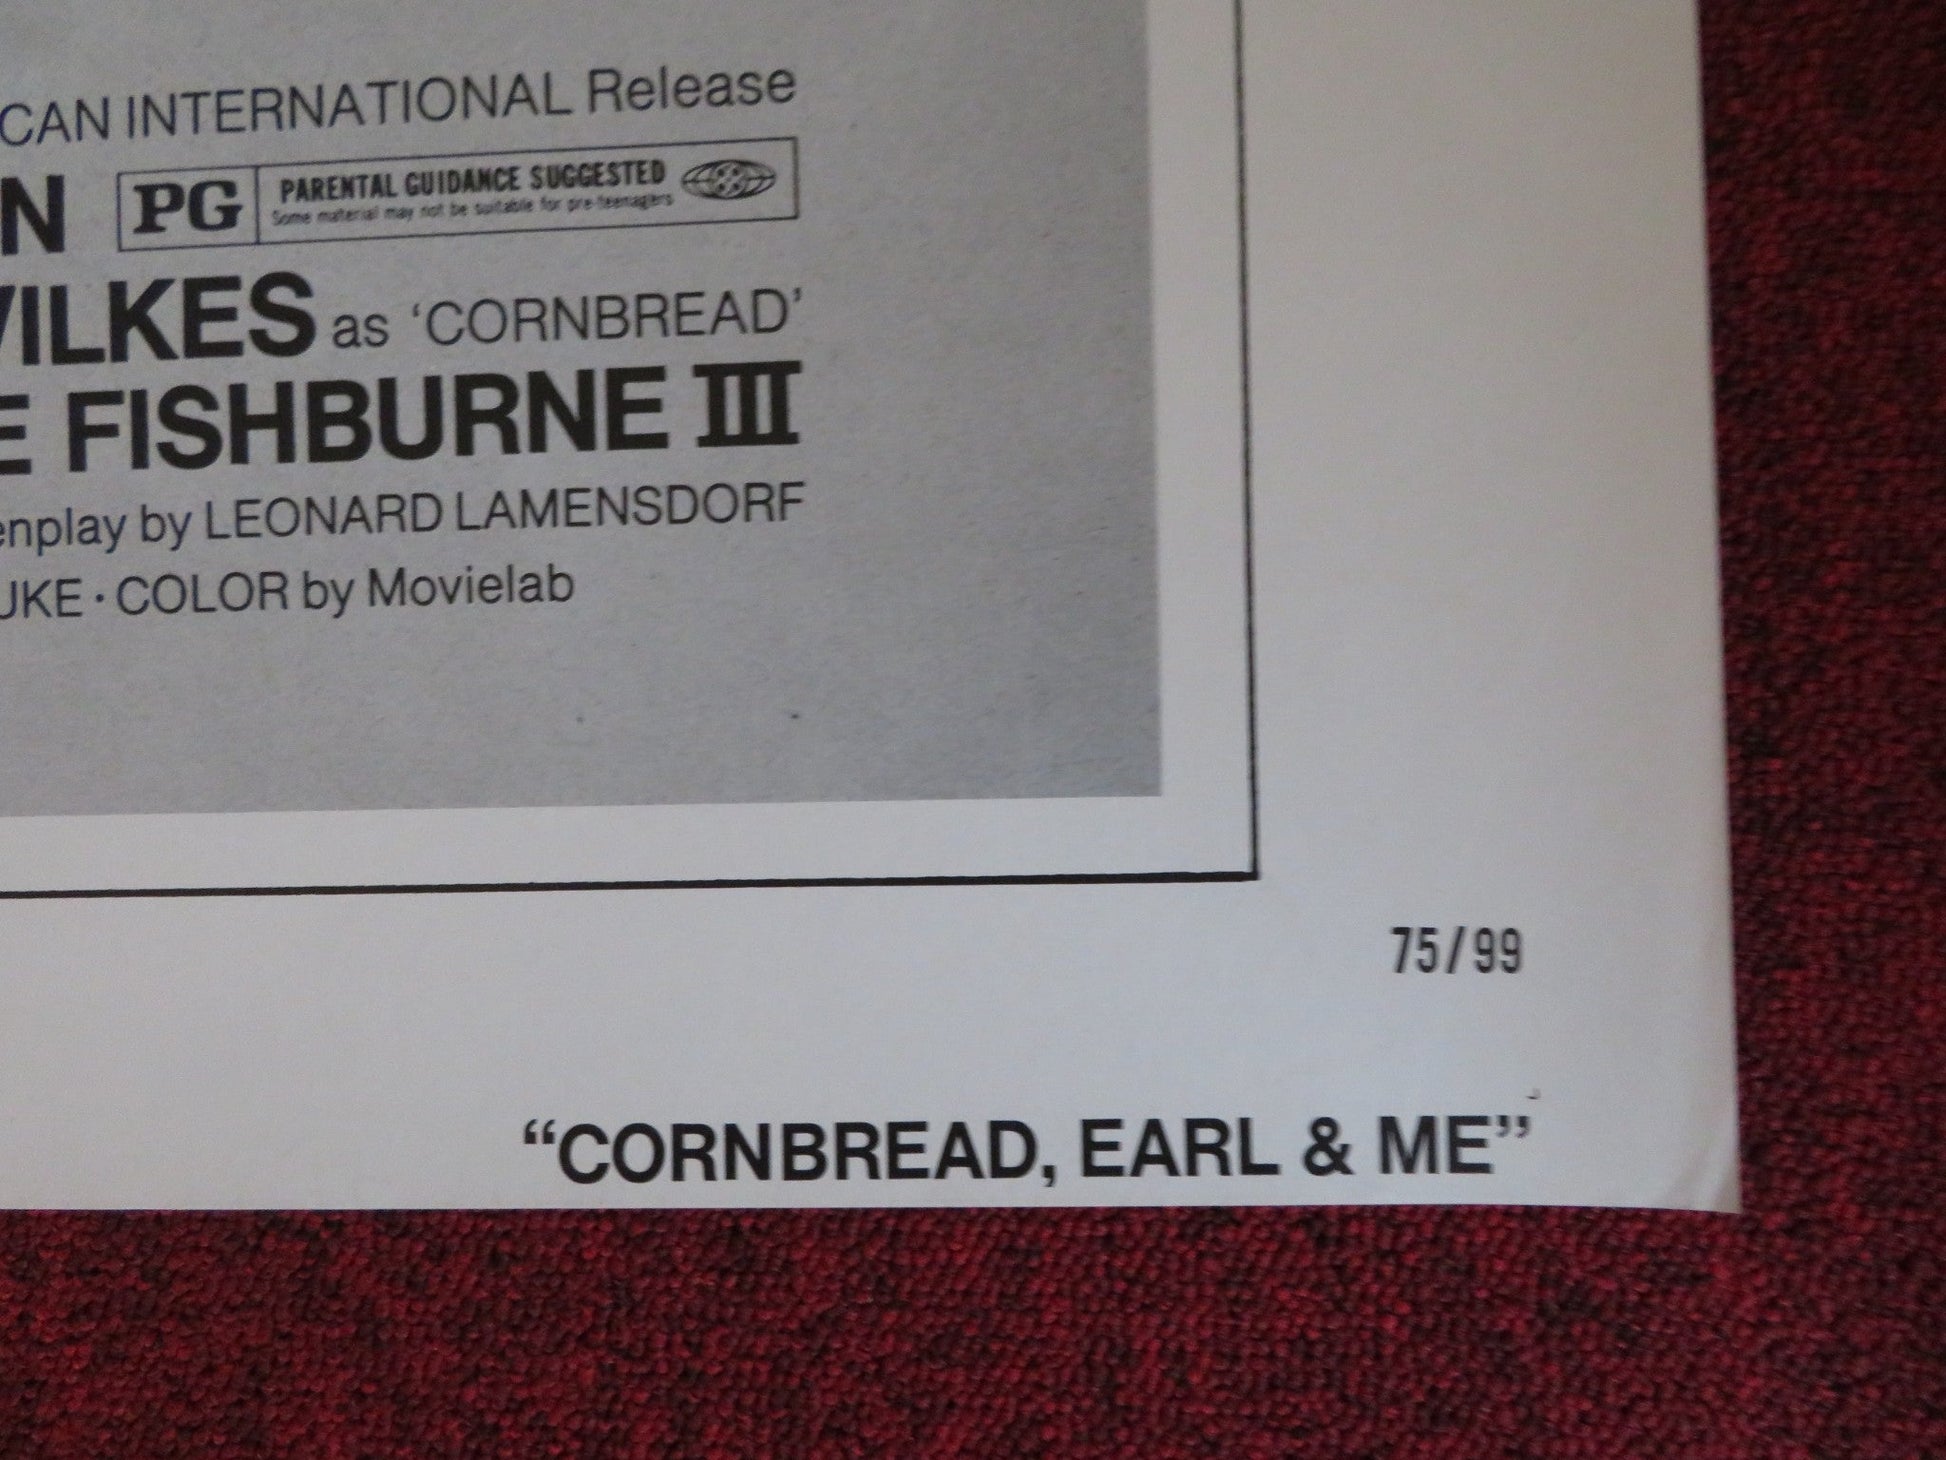 CAN INTERNATIONAL Release
N PG PARENTAL GUIDANCE SUGGESTED
Some material may not be suitable for pre-teenagers
WILKES as ‘CORNBREAD’
E FISHBURNE III
enplay by LEONARD LAMENSDORF
UKE · COLOR by Movielab
75/99
“CORNBREAD, EARL & ME”